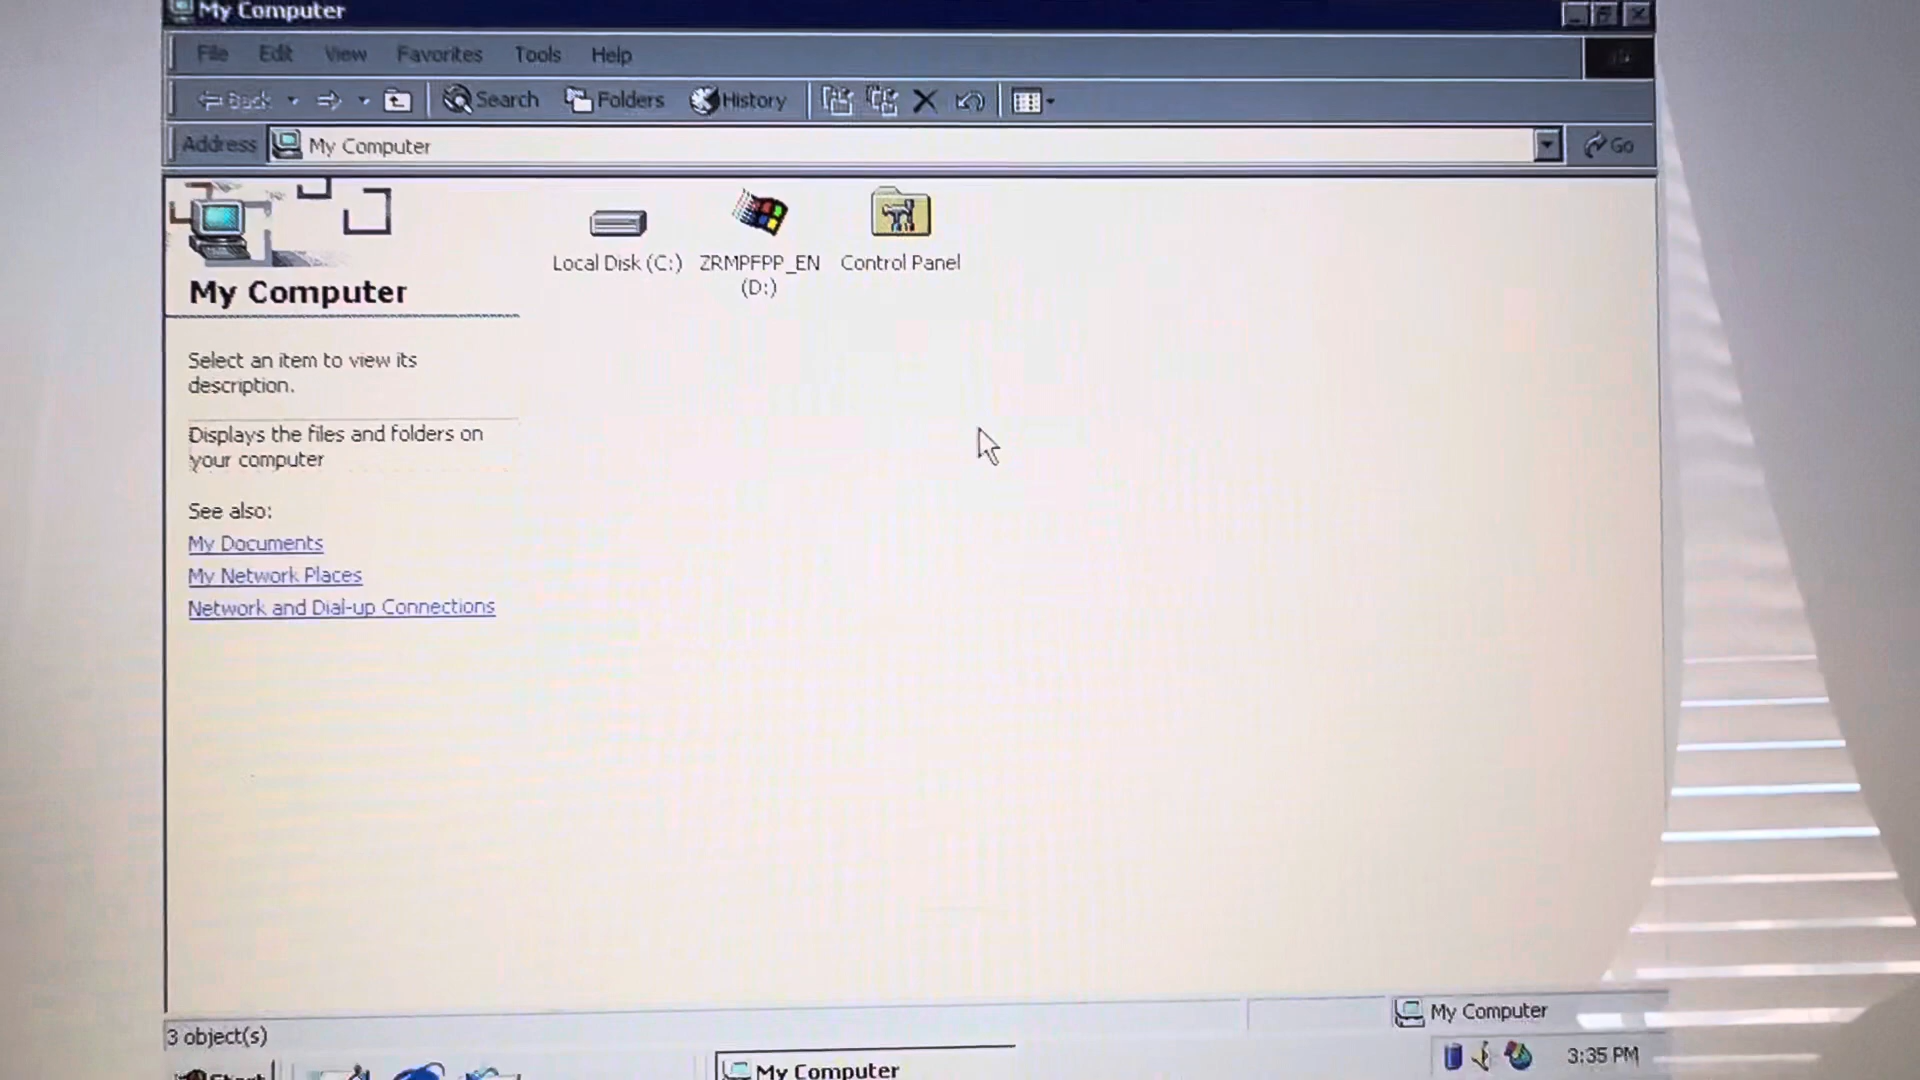 My Computer
File Edit View Favorites Tools Help
Back Search Folders History
Address My Computer Go
Local Disk (C:) ZRMPFPP_EN Control Panel
(D:)
My Computer
Select an item to view its
description.
Displays the files and folders on
your computer
See also:
My Documents
My Network Places
Network and Dial-up Connections
3 object(s) My Computer
Start My Computer 3:35 PM